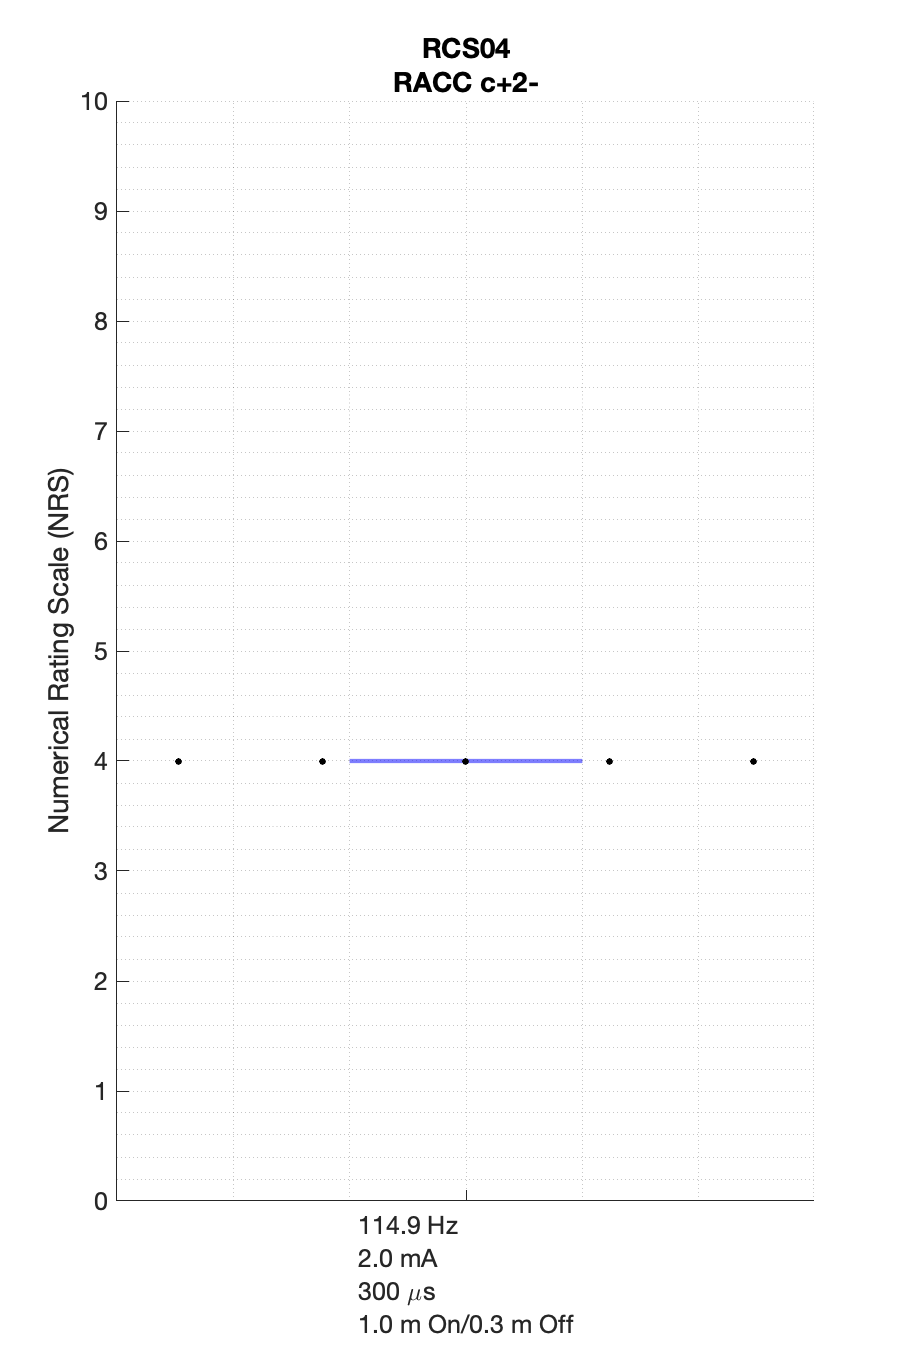 RCS04
RACC c+2-
10
9
8
7
6
5
4
3
2
1
0
Numerical Rating Scale (NRS)
114.9 Hz
2.0 mA
300 μs
1.0 m On/0.3 m Off